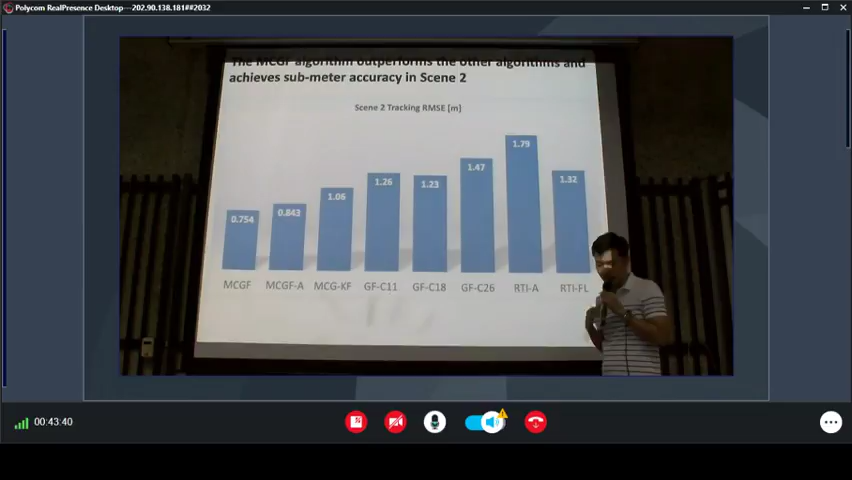 Polycom RealPresence Desktop---202.90.138.181##2032
The MCGF algorithm outperforms the other algorithms and
achieves sub-meter accuracy in Scene 2
Scene 2 Tracking RMSE [m]
0.754
0.843
1.06
1.26
1.23
1.47
1.79
1.32
MCGF
MCGF-A
MCG-KF
GF-C11
GF-C18
GF-C26
RTI-A
RTI-FL
00:43:40